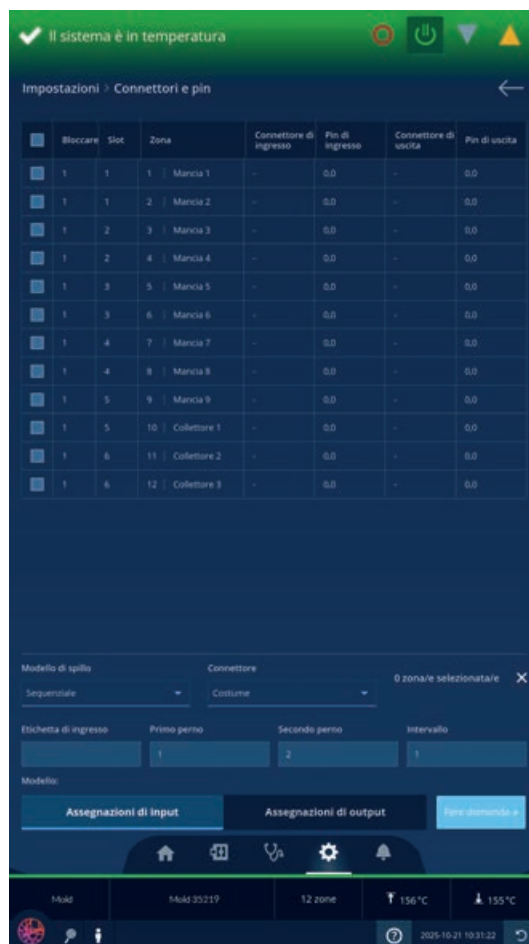 Il sistema è in temperatura
Impostazioni > Connettori e pin
Bloccare Slot Zona Connettore di ingresso Pin di ingresso Connettore di uscita Pin di uscita
1 1 1 | Mancia 1 - 0,0 - 0,0
1 1 2 | Mancia 2 - 0,0 - 0,0
1 2 3 | Mancia 3 - 0,0 - 0,0
1 2 4 | Mancia 4 - 0,0 - 0,0
1 3 5 | Mancia 5 - 0,0 - 0,0
1 3 6 | Mancia 6 - 0,0 - 0,0
1 4 7 | Mancia 7 - 0,0 - 0,0
1 4 8 | Mancia 8 - 0,0 - 0,0
1 5 9 | Mancia 9 - 0,0 - 0,0
1 5 10 | Collettore 1 - 0,0 - 0,0
1 6 11 | Collettore 2 - 0,0 - 0,0
1 6 12 | Collettore 3 - 0,0 - 0,0
Modello di spillo Connettore
Sequenziale Costume 0 zona/e selezionata/e
Etichetta di ingresso Primo perno Secondo perno Intervallo
1 2 1
Modello:
Assegnazioni di input Assegnazioni di output Fare domanda
Mold Mold-35219 12 zone 156°C 155°C
2025-10-21 10:31:22